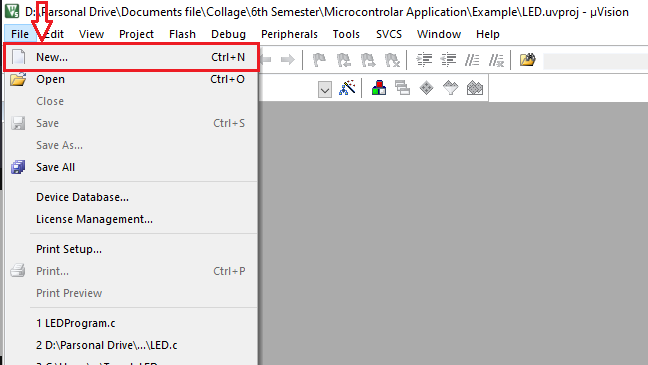 D:\Parsonal Drive\Documents file\Collage\6th Semester\Microcontrolar Application\Example\LED.uvproj - µVision
File Edit View Project Flash Debug Peripherals Tools SVCS Window Help
New... Ctrl+N
Open Ctrl+O
Close
Save Ctrl+S
Save As...
Save All
Device Database...
License Management...
Print Setup...
Print... Ctrl+P
Print Preview
1 LEDProgram.c
2 D:\Parsonal Drive\...\LED.c